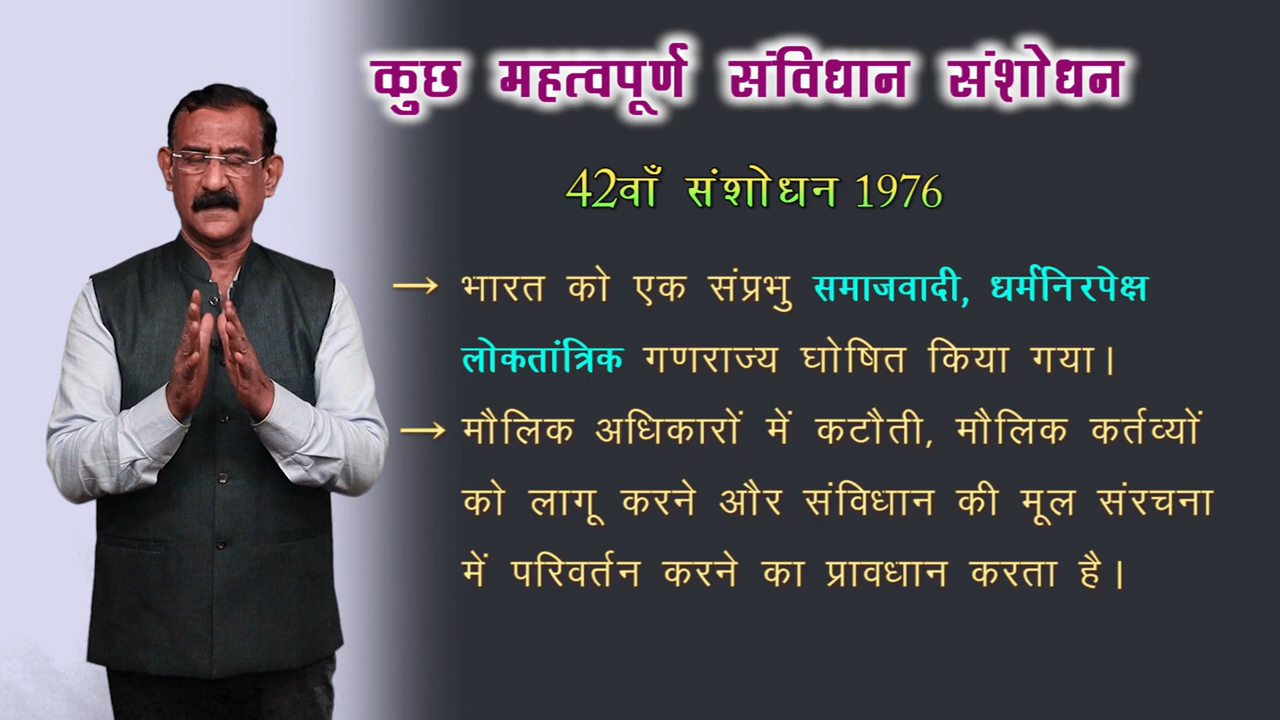 कुछ महत्वपूर्ण संविधान संशोधन
42वाँ संशोधन 1976
→ भारत को एक संप्रभु समाजवादी, धर्मनिरपेक्ष
लोकतांत्रिक गणराज्य घोषित किया गया।
→ मौलिक अधिकारों में कटौती, मौलिक कर्तव्यों
को लागू करने और संविधान की मूल संरचना
में परिवर्तन करने का प्रावधान करता है।